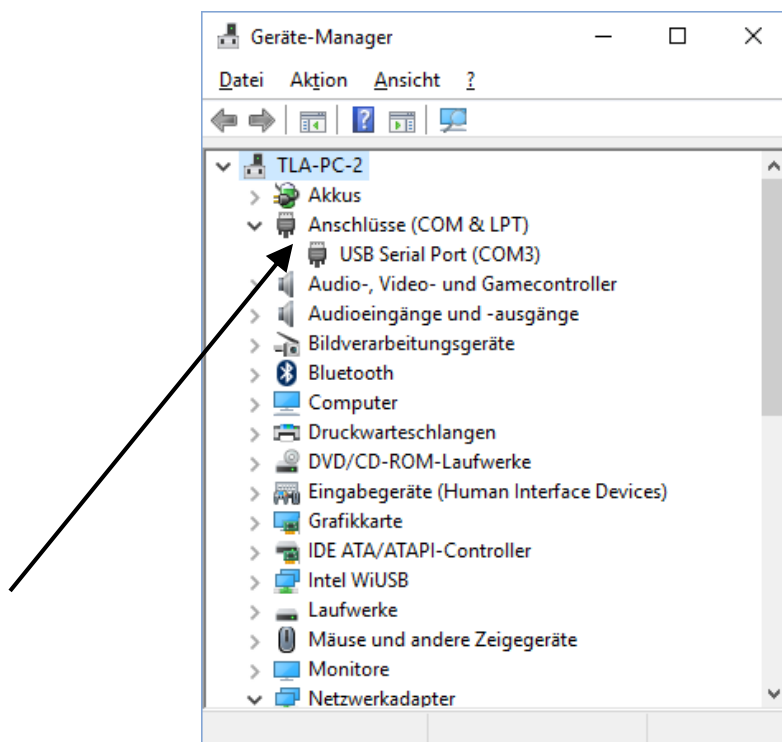 Geräte-Manager
Datei Aktion Ansicht ?
TLA-PC-2
Akkus
Anschlüsse (COM & LPT)
USB Serial Port (COM3)
Audio-, Video- und Gamecontroller
Audioeingänge und -ausgänge
Bildverarbeitungsgeräte
Bluetooth
Computer
Druckwarteschlangen
DVD/CD-ROM-Laufwerke
Eingabegeräte (Human Interface Devices)
Grafikkarte
IDE ATA/ATAPI-Controller
Intel WiUSB
Laufwerke
Mäuse und andere Zeigegeräte
Monitore
Netzwerkadapter